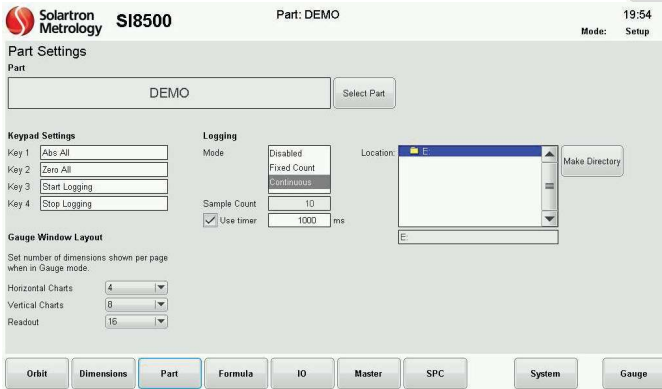 Solartron
Metrology
SI8500
Part: DEMO
19:54
Mode: Setup
Part Settings
Part
DEMO
Select Part
Keypad Settings
Key 1 Abs All
Key 2 Zero All
Key 3 Start Logging
Key 4 Stop Logging
Logging
Mode
Disabled
Fixed Count
Continuous
Sample Count 10
Use timer 1000 ms
Location: E:
E:
Make Directory
Gauge Window Layout
Set number of dimensions shown per page
when in Gauge mode.
Horizontal Charts 4
Vertical Charts 8
Readout 16
Orbit Dimensions Part Formula IO Master SPC System Gauge